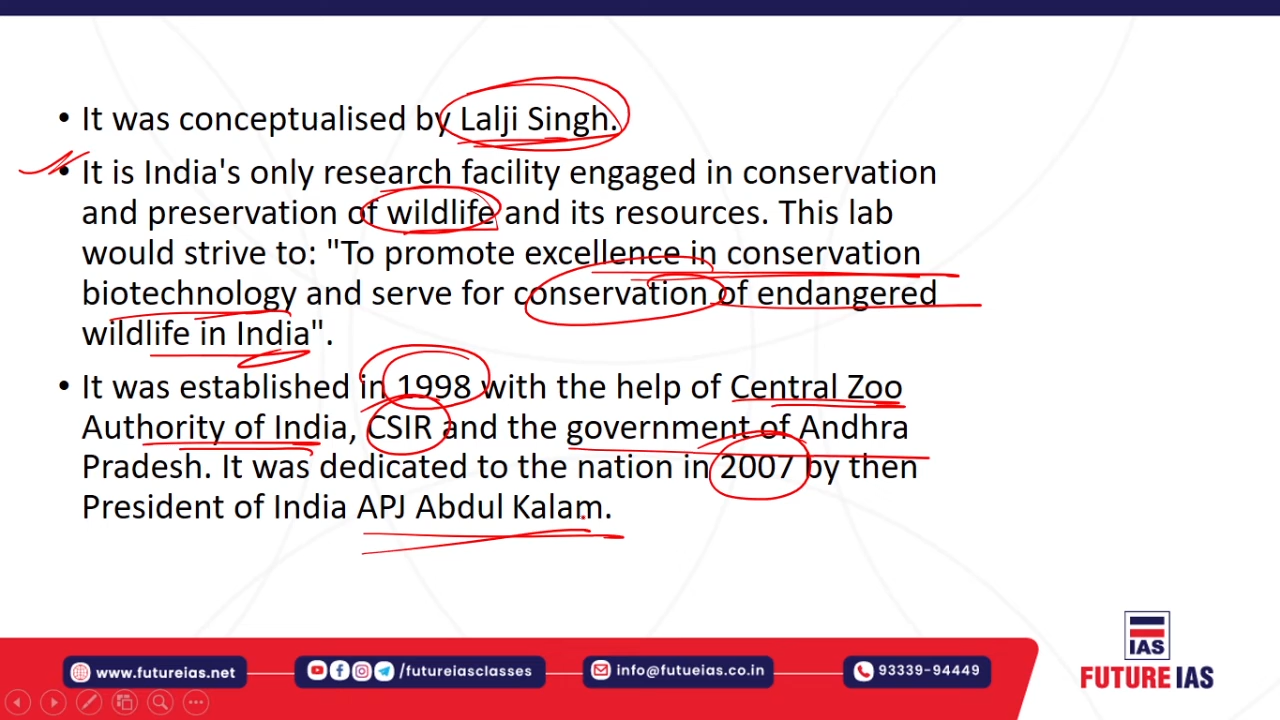 • It was conceptualised by Lalji Singh.
• It is India's only research facility engaged in conservation
and preservation of wildlife and its resources. This lab
would strive to: "To promote excellence in conservation
biotechnology and serve for conservation of endangered
wildlife in India".
• It was established in 1998 with the help of Central Zoo
Authority of India, CSIR and the government of Andhra
Pradesh. It was dedicated to the nation in 2007 by then
President of India APJ Abdul Kalam.
IAS
FUTURE IAS
www.futureias.net
/futureiasclasses
info@futueias.co.in
93339-94449